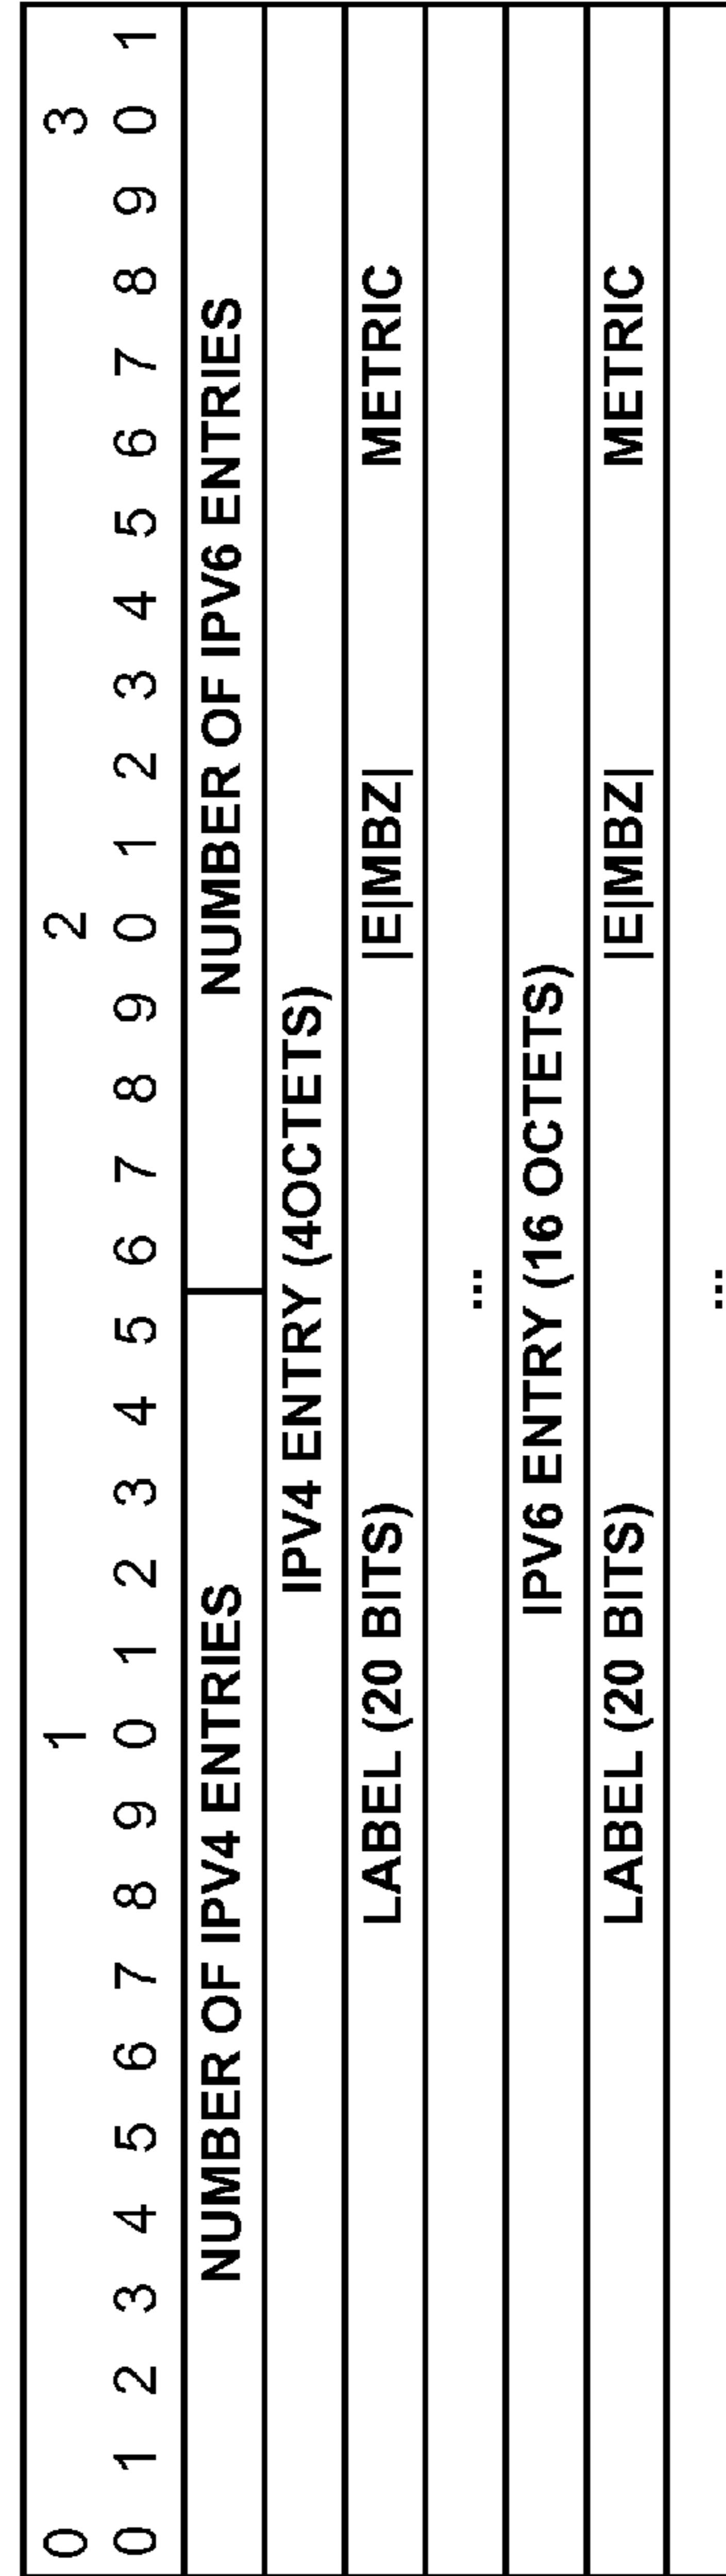 0 1 2 3
0 1 2 3 4 5 6 7 8 9 0 1 2 3 4 5 6 7 8 9 0 1 2 3 4 5 6 7 8 9 0 1
NUMBER OF IPV4 ENTRIES NUMBER OF IPV6 ENTRIES
IPV4 ENTRY (4OCTETS)
LABEL (20 BITS) |E|MBZ| METRIC
...
IPV6 ENTRY (16 OCTETS)
LABEL (20 BITS) |E|MBZ| METRIC
...